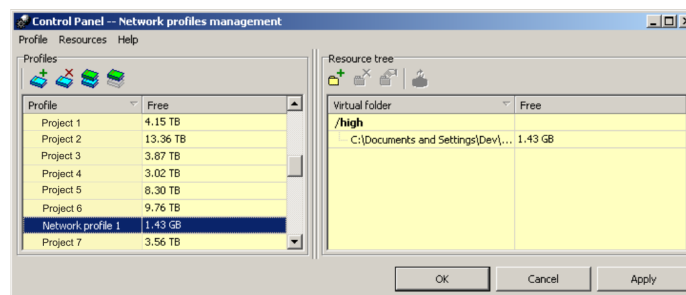 Control Panel -- Network profiles management
Profile Resources Help
Profiles
Profile Free
Project 1 4.15 TB
Project 2 13.36 TB
Project 3 3.87 TB
Project 4 3.02 TB
Project 5 8.30 TB
Project 6 9.76 TB
Network profile 1 1.43 GB
Project 7 3.56 TB
Resource tree
Virtual folder Free
/high
C:\Documents and Settings\Dev\... 1.43 GB
OK Cancel Apply